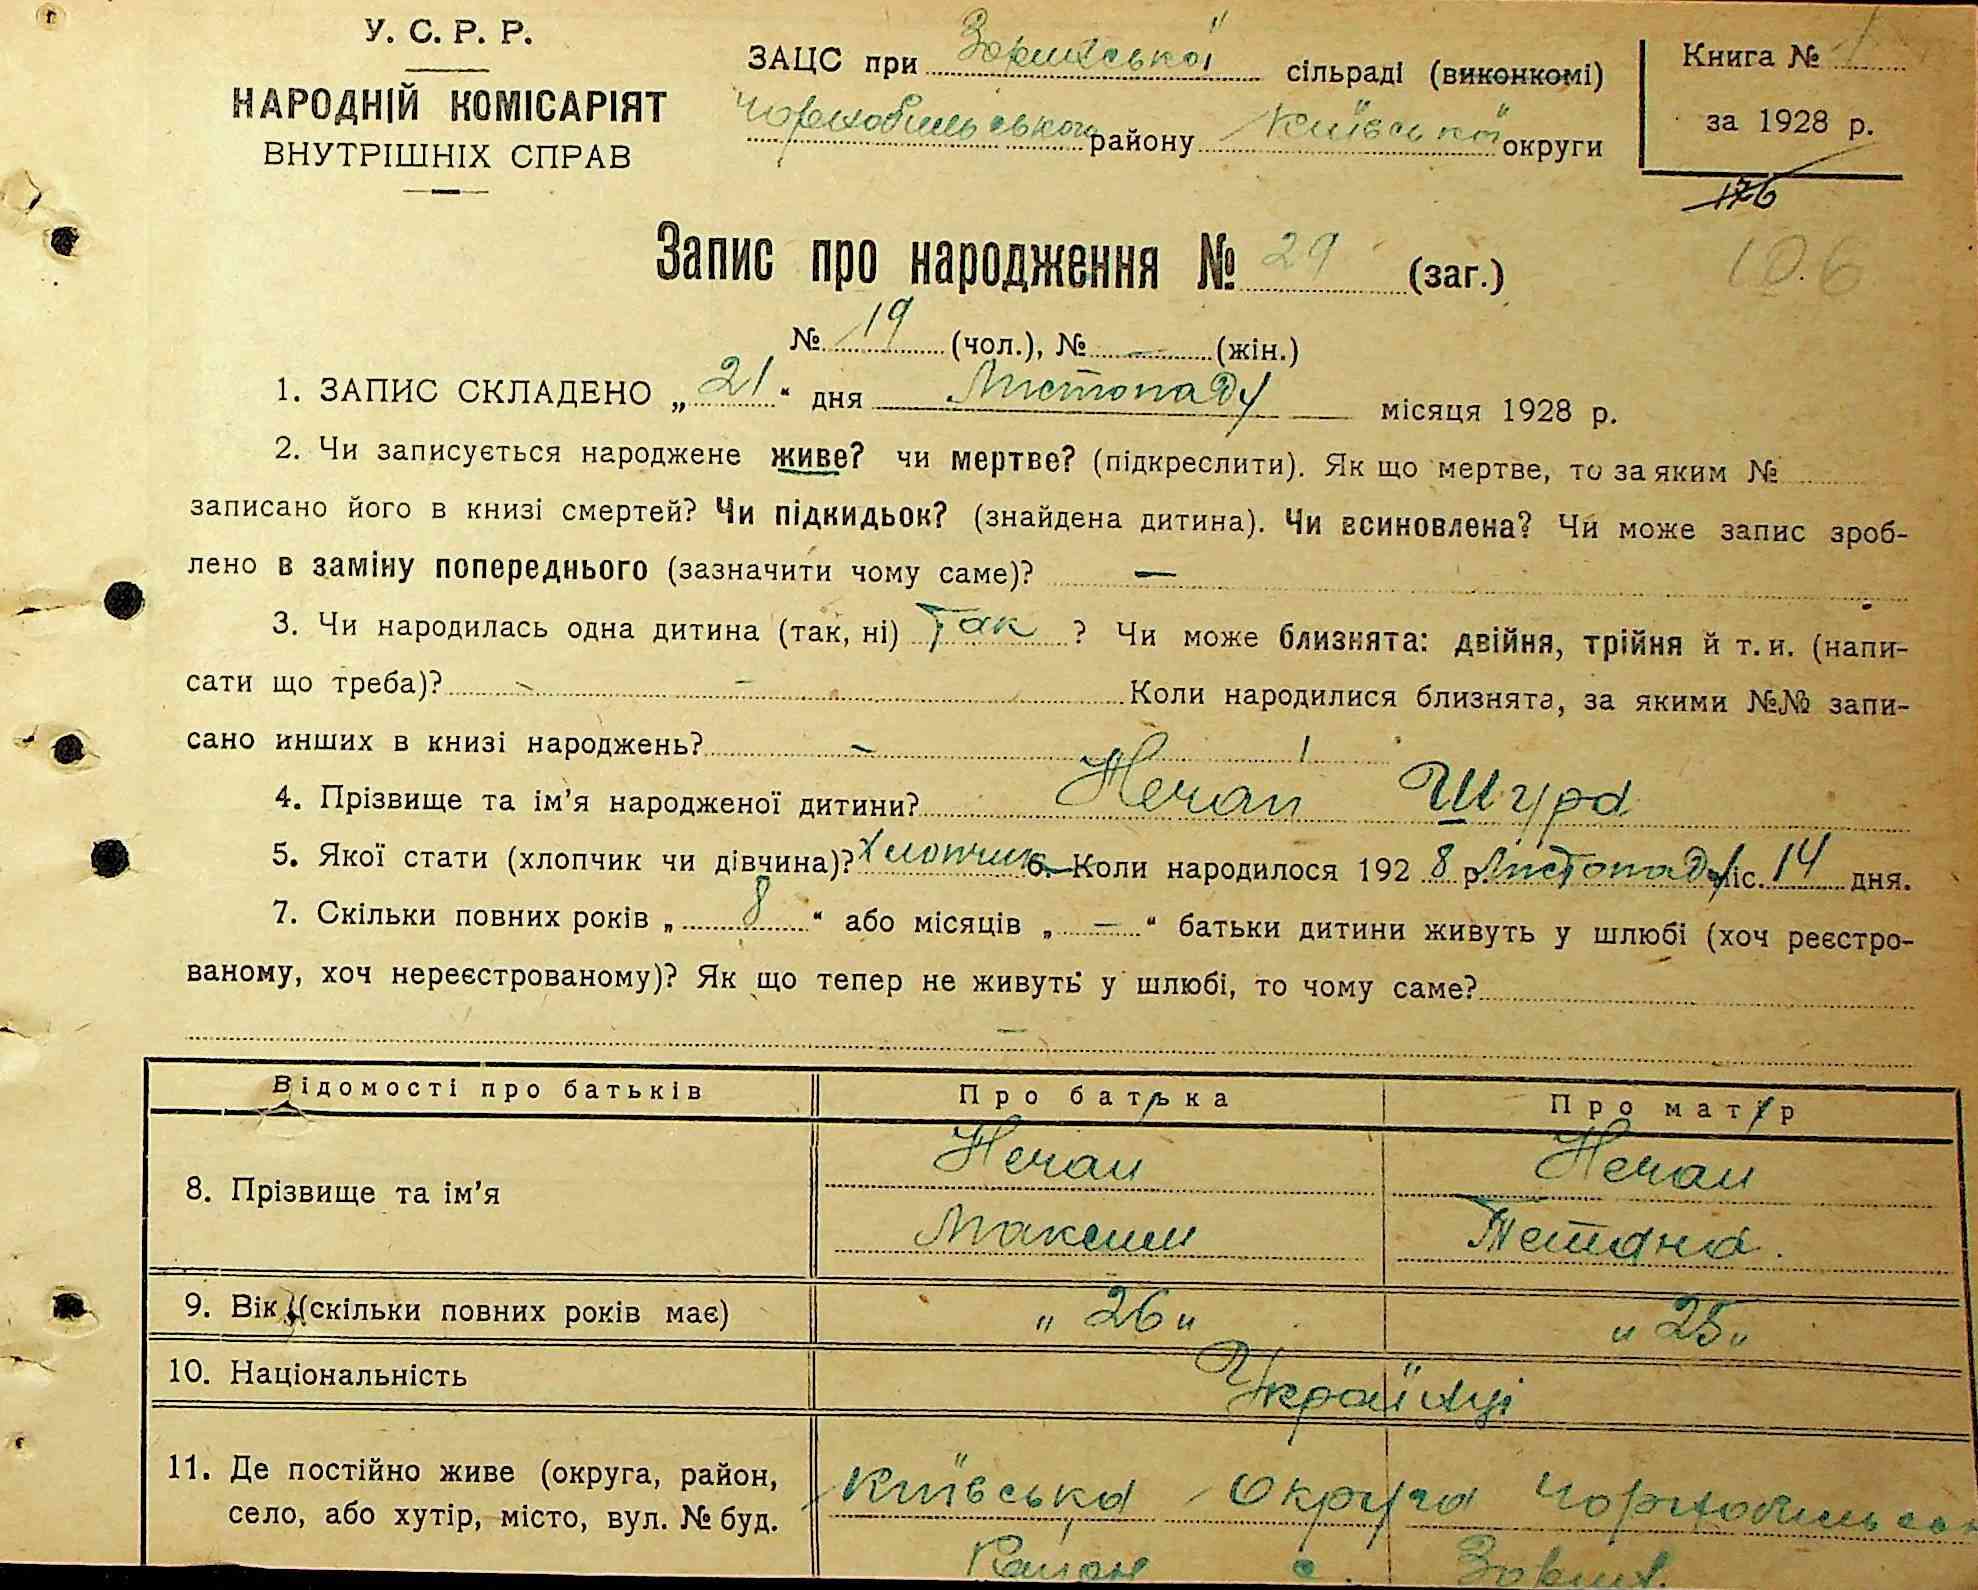 У. С. Р. Р.
НАРОДНІЙ КОМІСАРІЯТ
ВНУТРІШНІХ СПРАВ
ЗАЦС при Зоринської сільраді (виконкомі)
Чорнобильського району Київської округи
Книга № 1
за 1928 р.
176
106
Запис про народження № 29 (заг.)
№ 19 (чол.), № — (жін.)
1. ЗАПИС СКЛАДЕНО „ 21 “ дня Листопаду місяця 1928 р.
2. Чи записується народжене живе? чи мертве? (підкреслити). Як що мертве, то за яким №
записано його в книзі смертей? Чи підкидьок? (знайдена дитина). Чи всиновлена? Чи може запис зроб-
лено в заміну попереднього (зазначити чому саме)? —
3. Чи народилась одна дитина (так, ні) Так ? Чи може близнята: двійня, трійня й т. и. (напи-
сати що треба)? — Коли народилися близнята, за якими №№ запи-
сано инших в книзі народжень? —
4. Прізвище та ім’я народженої дитини? Нечай Шура
5. Якої стати (хлопчик чи дівчина)? Хлопчик 6. Коли народилося 192 8 р. Листопаду міс. 14 дня.
7. Скільки повних років „ 8 “ або місяців „ — “ батьки дитини живуть у шлюбі (хоч реєстро-
ваному, хоч нереєстрованому)? Як що тепер не живуть у шлюбі, то чому саме?
—
Відомості про батьків Про батька Про матір
8. Прізвище та ім’я Нечай Нечай
Максим Тетяна.
9. Вік (скільки повних років має) „ 26 „ „ 25 „
10. Національність Українці
11. Де постійно живе (округа, район,
село, або хутір, місто, вул. № буд.
Київська Округа Чорнобильськ
Район с. Зорин.